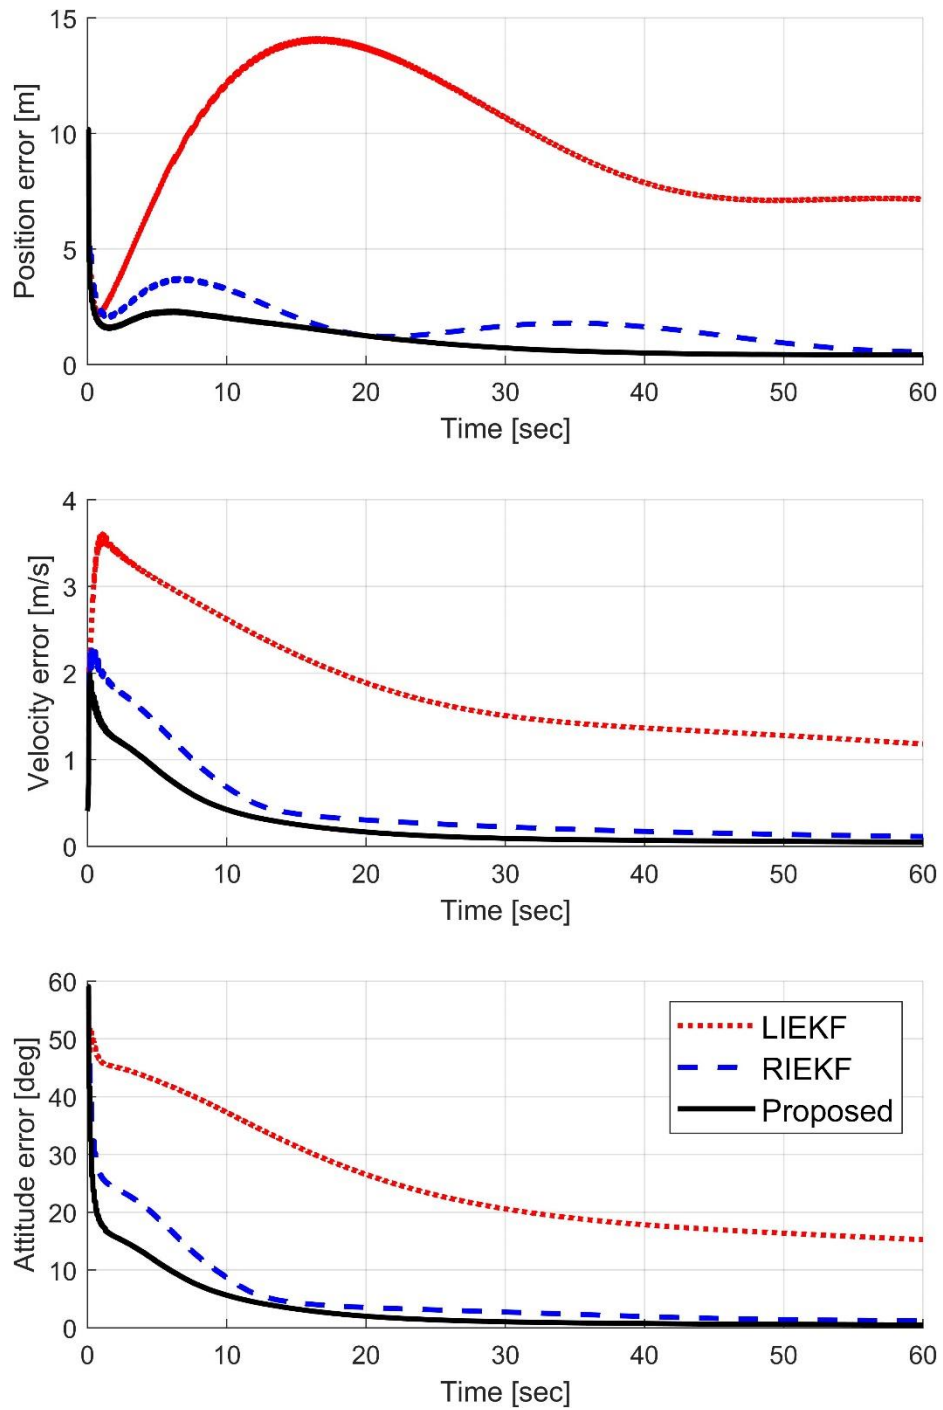 15
10
5
0
Position error [m]
0 10 20 30 40 50 60
Time [sec]
4
3
2
1
0
Velocity error [m/s]
0 10 20 30 40 50 60
Time [sec]
60
50
40
30
20
10
0
Attitude error [deg]
LIEKF
RIEKF
Proposed
0 10 20 30 40 50 60
Time [sec]